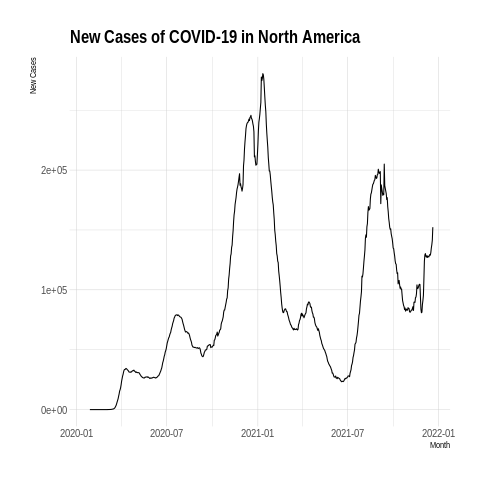 New Cases of COVID-19 in North America
New Cases
2e+05
1e+05
0e+00
2020-01 2020-07 2021-01 2021-07 2022-01
Month